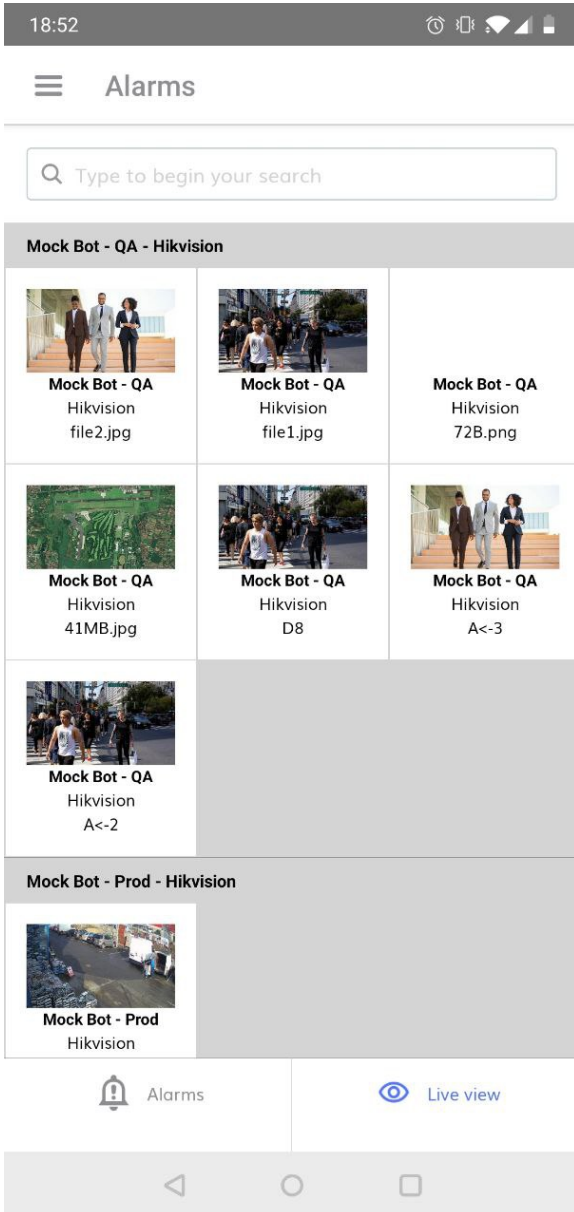 18:52
Alarms
Type to begin your search
Mock Bot - QA - Hikvision
Mock Bot - QA
Hikvision
file2.jpg
Mock Bot - QA
Hikvision
file1.jpg
Mock Bot - QA
Hikvision
72B.png
Mock Bot - QA
Hikvision
41MB.jpg
Mock Bot - QA
Hikvision
D8
Mock Bot - QA
Hikvision
A<-3
Mock Bot - QA
Hikvision
A<-2
Mock Bot - Prod - Hikvision
Mock Bot - Prod
Hikvision
Alarms
Live view